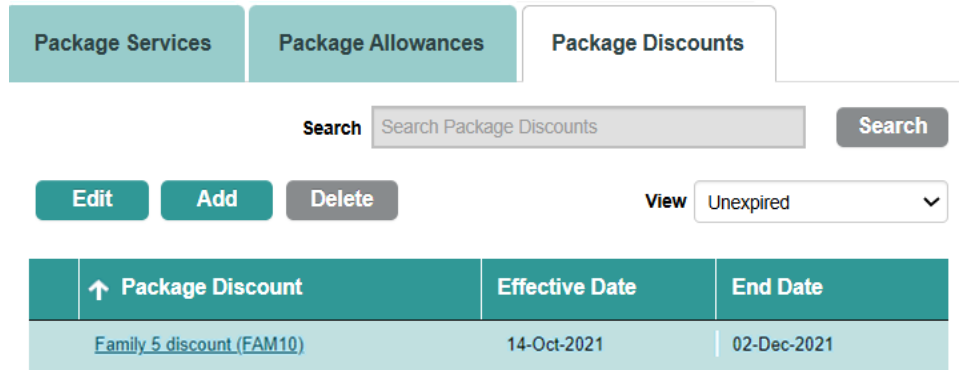 Package Services Package Allowances Package Discounts
Search Search Package Discounts Search
Edit Add Delete View Unexpired
Package Discount Effective Date End Date
Family 5 discount (FAM10) 14-Oct-2021 02-Dec-2021